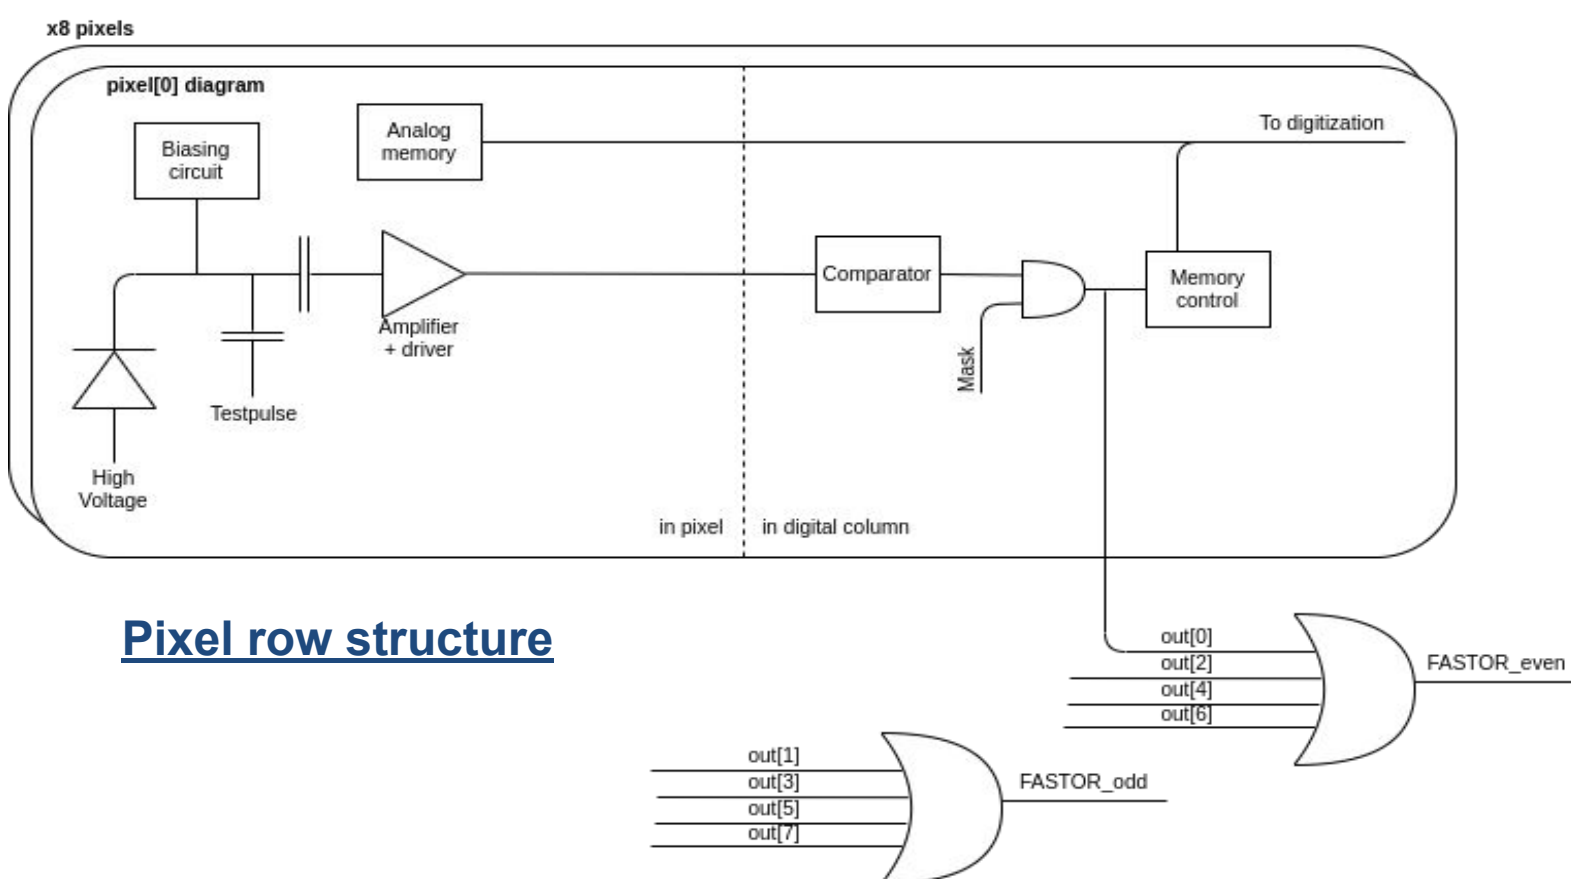 x8 pixels
pixel[0] diagram
Biasing
circuit
Analog
memory
To digitization
Comparator
Memory
control
Amplifier
+ driver
Mask
Testpulse
High
Voltage
in pixel
in digital column
Pixel row structure
out[0]
out[2]
out[4]
out[6]
FASTOR_even
out[1]
out[3]
out[5]
out[7]
FASTOR_odd